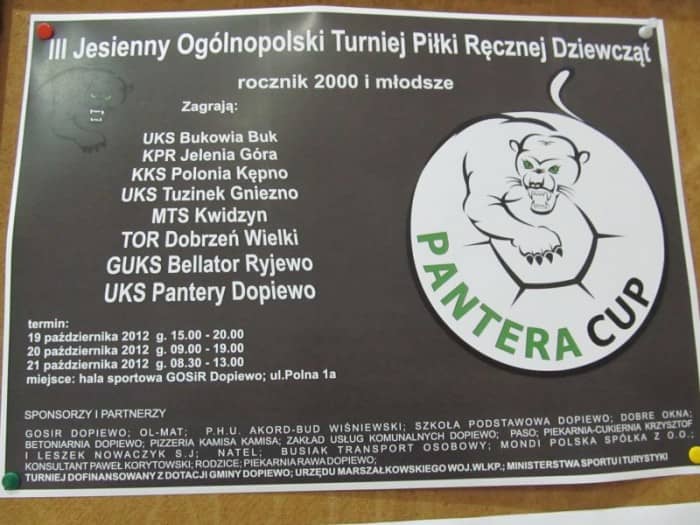 III Jesienny Ogólnopolski Turniej Piłki Ręcznej Dziewcząt
rocznik 2000 i młodsze
Zagrają:
UKS Bukowia Buk
KPR Jelenia Góra
KKS Polonia Kępno
UKS Tuzinek Gniezno
MTS Kwidzyn
TOR Dobrzeń Wielki
GUKS Bellator Ryjewo
UKS Pantery Dopiewo
PANTERA CUP
termin:
19 października 2012 g. 15.00 - 20.00
20 października 2012 g. 09.00 - 19.00
21 października 2012 g. 08.30 - 13.00
miejsce: hala sportowa GOSiR Dopiewo; ul.Polna 1a
SPONSORZY I PARTNERZY
GOSIR DOPIEWO; OL-MAT; P.H.U. AKORD-BUD WIŚNIEWSKI; SZKOŁA PODSTAWOWA DOPIEWO; DOBRE OKNA;
BETONIARNIA DOPIEWO; PIZZERIA KAMISA KAMISA; ZAKŁAD USŁUG KOMUNALNYCH DOPIEWO; PASO; PIEKARNIA-CUKIERNIA KRZYSZTOF
I LESZEK NOWACZYK S.J; NATEL; BUSIAK TRANSPORT OSOBOWY; MONDI POLSKA SPÓŁKA Z O.O.;
KONSULTANT PAWEŁ KORYTOWSKI; RODZICE; PIEKARNIA RAWA DOPIEWO;
TURNIEJ DOFINANSOWANY Z DOTACJI GMINY DOPIEWO; URZĘDU MARSZAŁKOWSKIEGO WOJ.WLKP.; MINISTERSTWA SPORTU I TURYSTYKI